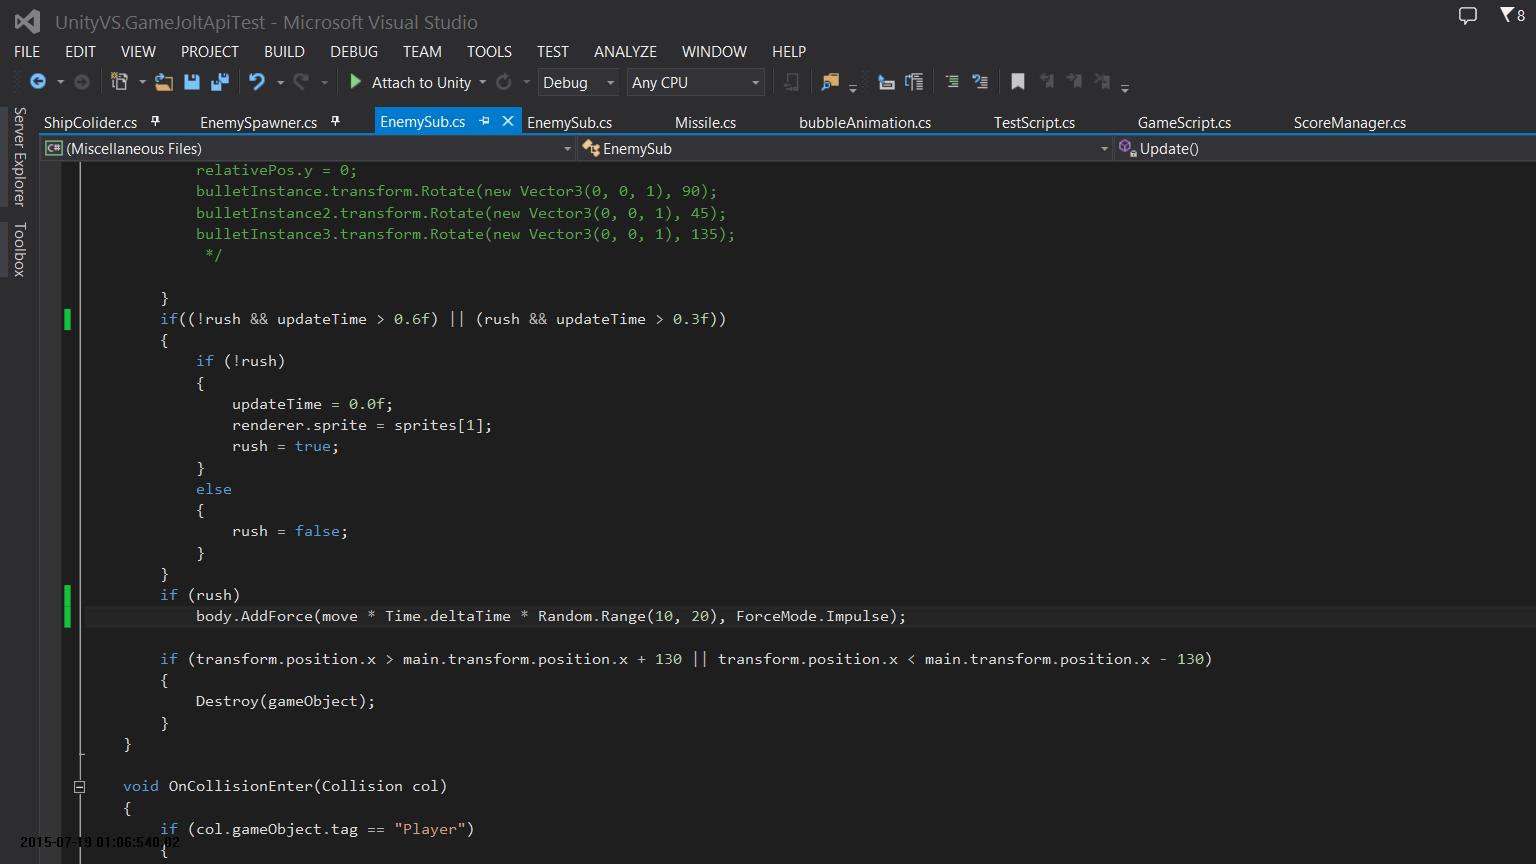 UnityVS.GameJoltApiTest - Microsoft Visual Studio
8
FILE EDIT VIEW PROJECT BUILD DEBUG TEAM TOOLS TEST ANALYZE WINDOW HELP
Attach to Unity Debug Any CPU
Server Explorer
Toolbox
ShipColider.cs EnemySpawner.cs EnemySub.cs EnemySub.cs Missile.cs bubbleAnimation.cs TestScript.cs GameScript.cs ScoreManager.cs
C# (Miscellaneous Files) EnemySub Update()
relativePos.y = 0;
bulletInstance.transform.Rotate(new Vector3(0, 0, 1), 90);
bulletInstance2.transform.Rotate(new Vector3(0, 0, 1), 45);
bulletInstance3.transform.Rotate(new Vector3(0, 0, 1), 135);
*/
}
if((!rush && updateTime > 0.6f) || (rush && updateTime > 0.3f))
{
if (!rush)
{
updateTime = 0.0f;
renderer.sprite = sprites[1];
rush = true;
}
else
{
rush = false;
}
}
if (rush)
body.AddForce(move * Time.deltaTime * Random.Range(10, 20), ForceMode.Impulse);
if (transform.position.x > main.transform.position.x + 130 || transform.position.x < main.transform.position.x - 130)
{
Destroy(gameObject);
}
}
void OnCollisionEnter(Collision col)
{
if (col.gameObject.tag == "Player")
{
2015-07-19 01:06:540.02